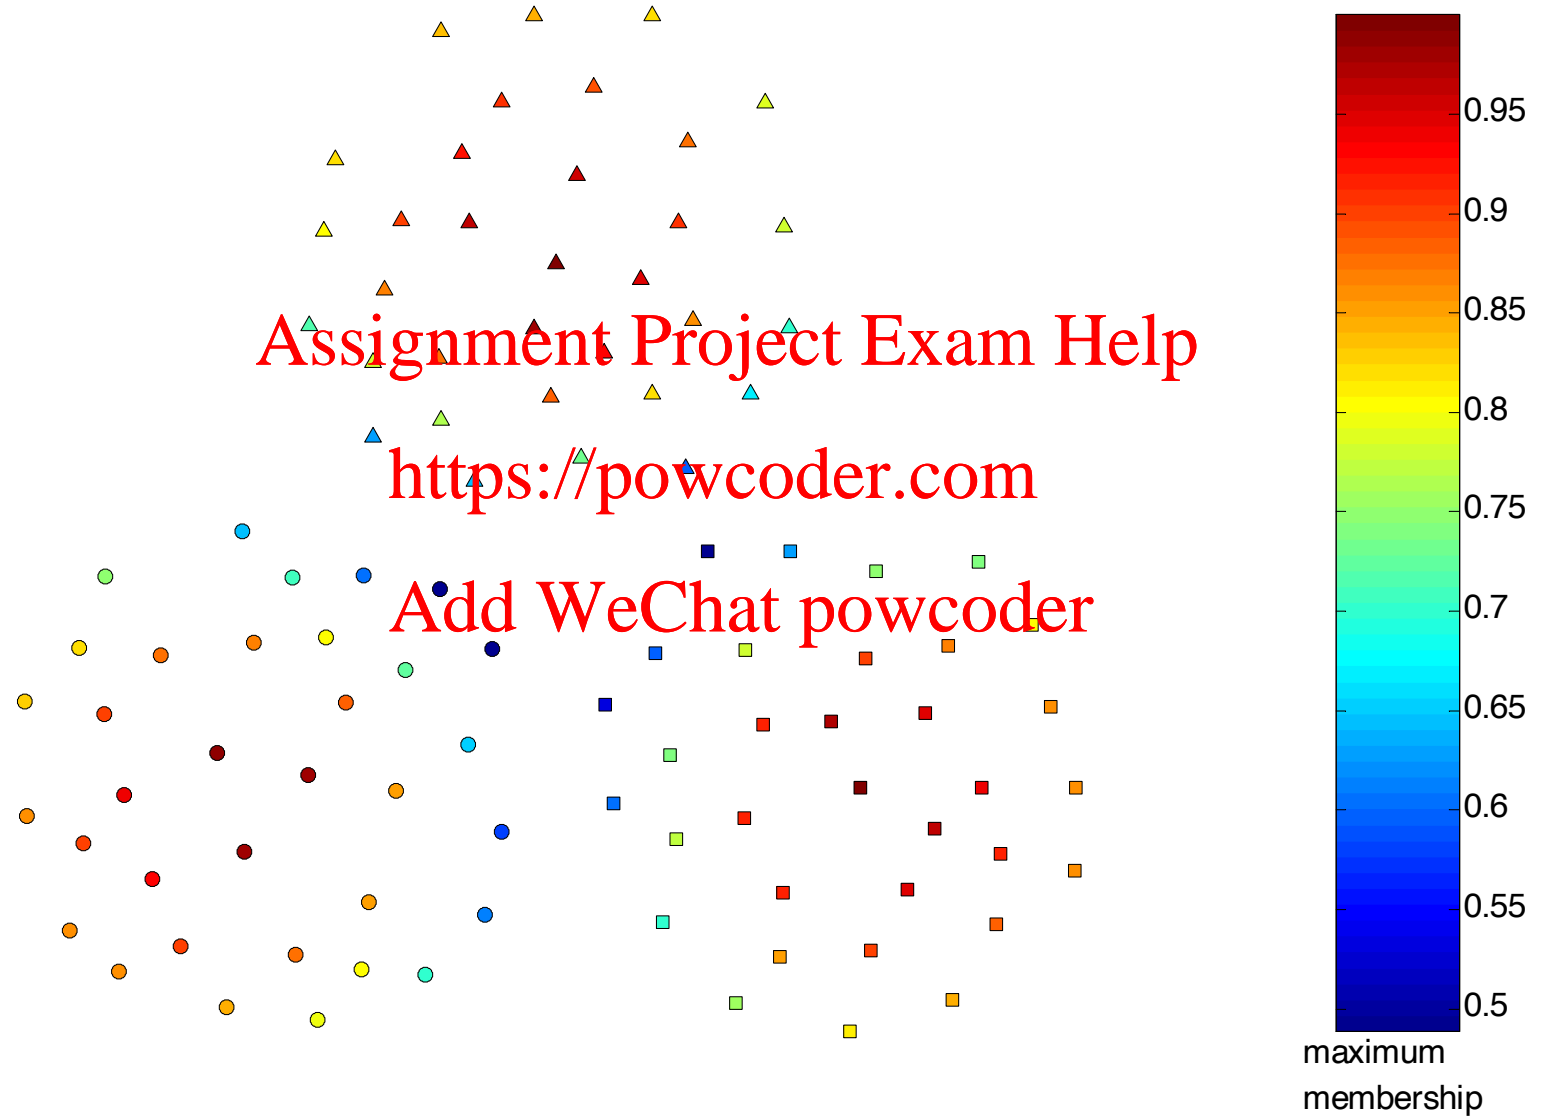 0.95
0.9
0.85
Assignment Project Exam Help
0.8
https://powcoder.com
0.75
Add WeChat powcoder
0.7
0.65
0.6
0.55
0.5
maximum
membership